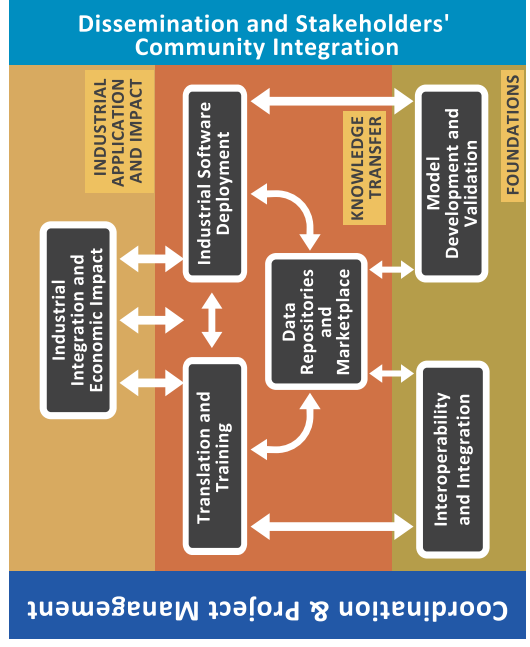 Dissemination and Stakeholders'
Community Integration
INDUSTRIAL
APPLICATION
AND IMPACT
Industrial
Integration and
Economic Impact
Industrial Software
Deployment
Translation and
Training
KNOWLEDGE
TRANSFER
Data
Repositories
and
Marketplace
FOUNDATIONS
Model
Development and
Validation
Interoperability
and Integration
Coordination & Project Management